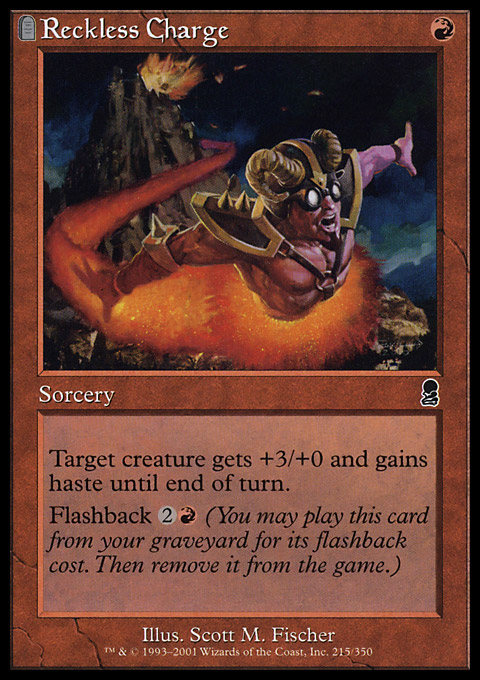 Reckless Charge
Sorcery
Target creature gets +3/+0 and gains
haste until end of turn.
Flashback 2 (You may play this card
from your graveyard for its flashback
cost. Then remove it from the game.)
Illus. Scott M. Fischer
™ & © 1993–2001 Wizards of the Coast, Inc. 215/350